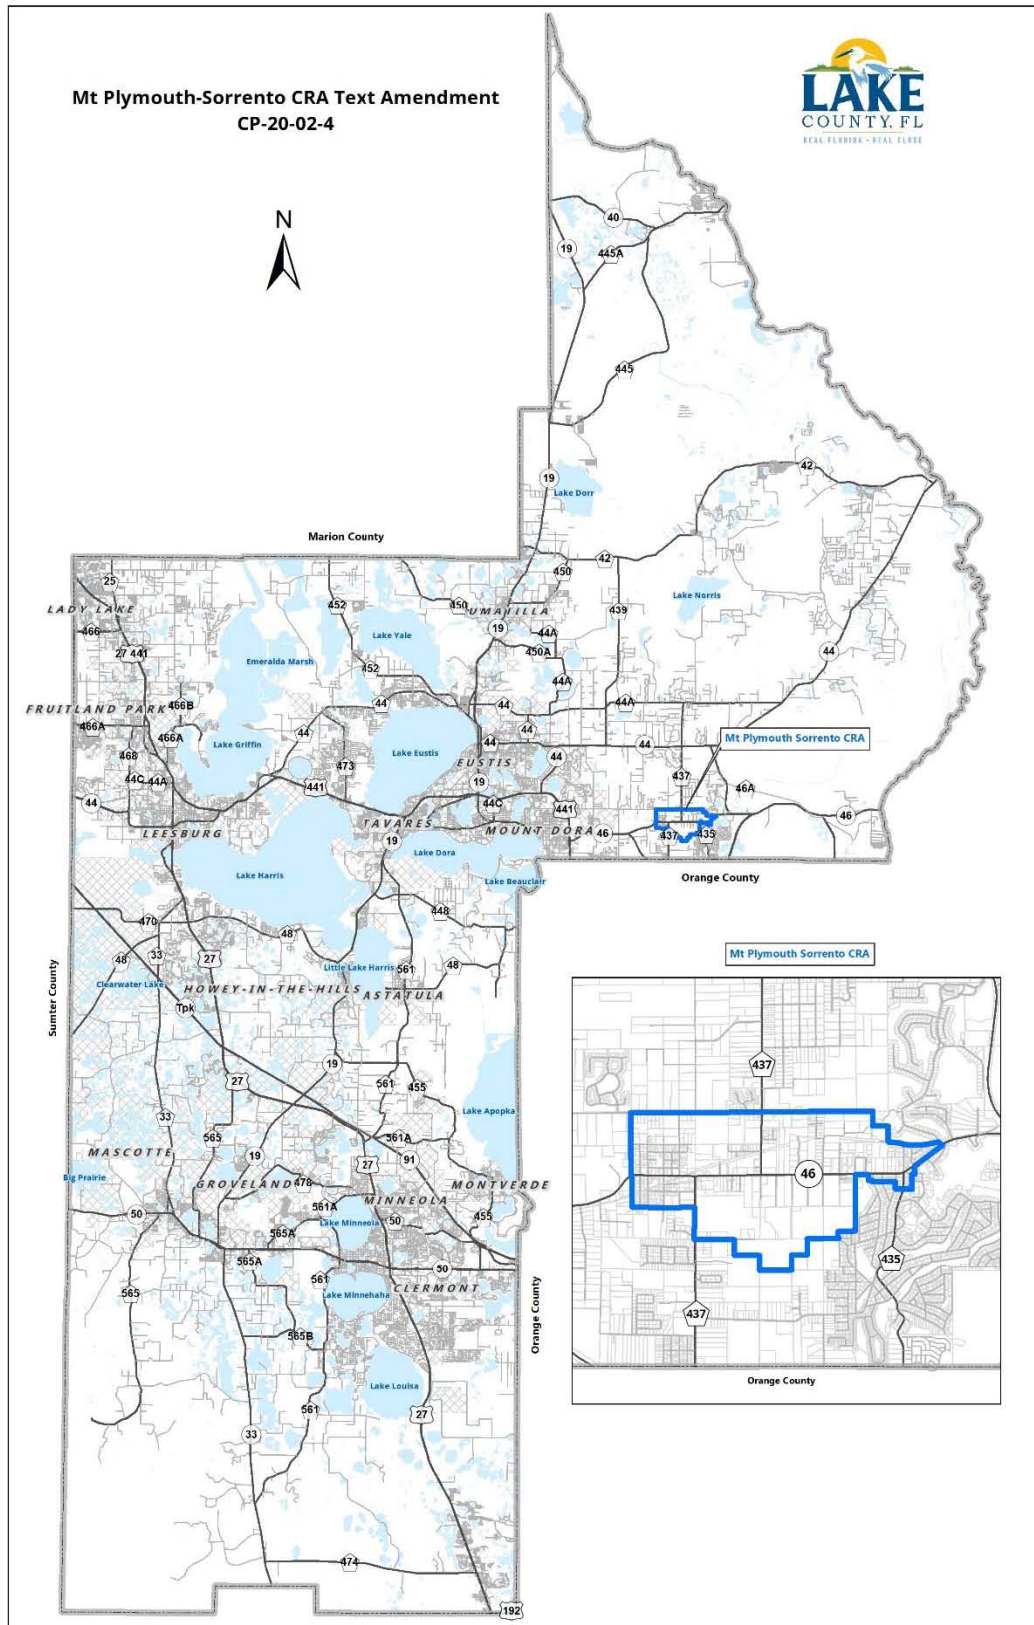 Mt Plymouth-Sorrento CRA Text Amendment
CP-20-02-4
LAKE
COUNTY, FL
REAL FLORIDA • REAL CLOSE
N
40
19
445A
445
42
19
Lake Dorr
Marion County
42
25
450
452
450
UMATILLA
439
Lake Norris
LADY LAKE
466
19
44A
Lake Yale
27 441
450A
44
Emeralda Marsh
452
44A
466B
44
44
44A
FRUITLAND PARK
466A
466A
44
44
Mt Plymouth Sorrento CRA
Lake Griffin
44
44
468
Lake Eustis
44
EUSTIS
473
437
44C
44A
19
441
46A
44
44C
441
46
LEESBURG
TAVARES
MOUNT DORA
46
437
435
19
Lake Dora
Lake Harris
Lake Beauclair
Orange County
448
470
48
33
27
48
Mt Plymouth Sorrento CRA
48
Little Lake Harris
561
Clearwater Lake
HOWEY-IN-THE-HILLS
ASTATULA
Tpk
Sumter County
19
437
27
561
455
33
Lake Apopka
565
561A
MASCOTTE
19
91
27
46
Big Prairie
GROVELAND
478
MONTVERDE
MINNEOLA
561A
50
Lake Minneola
50
455
565A
565A
435
561
50
Lake Minnehaha
CLERMONT
565
437
Orange County
565B
Lake Louisa
Orange County
561
27
33
474
192